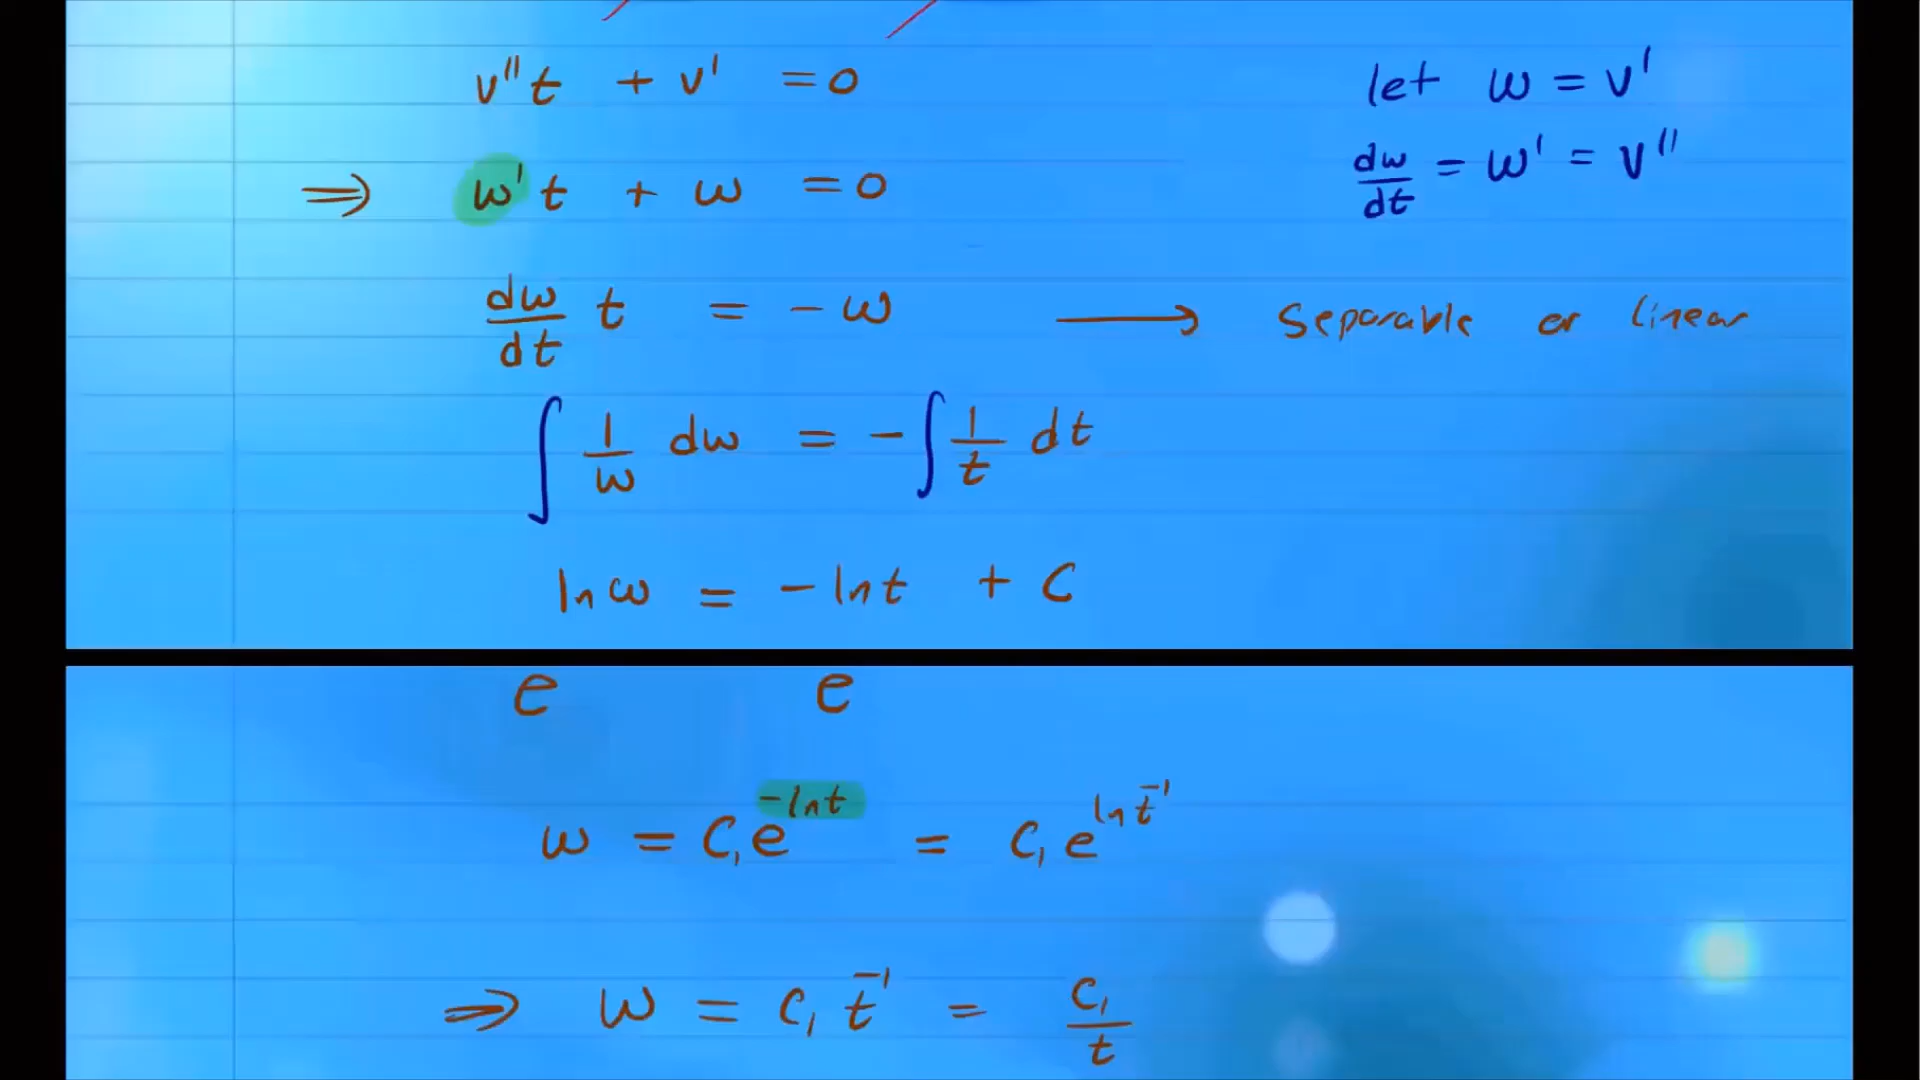 v''t + v' = 0 let w = v'
⇒ w't + w = 0 dw/dt = w' = v''
dw/dt t = -w ⟶ Separable or linear
∫ 1/w dw = -∫ 1/t dt
ln w = -ln t + C
e e
w = C₁e^(-ln t) = C₁e^(ln t⁻¹)
⇒ w = C₁ t⁻¹ = C₁/t